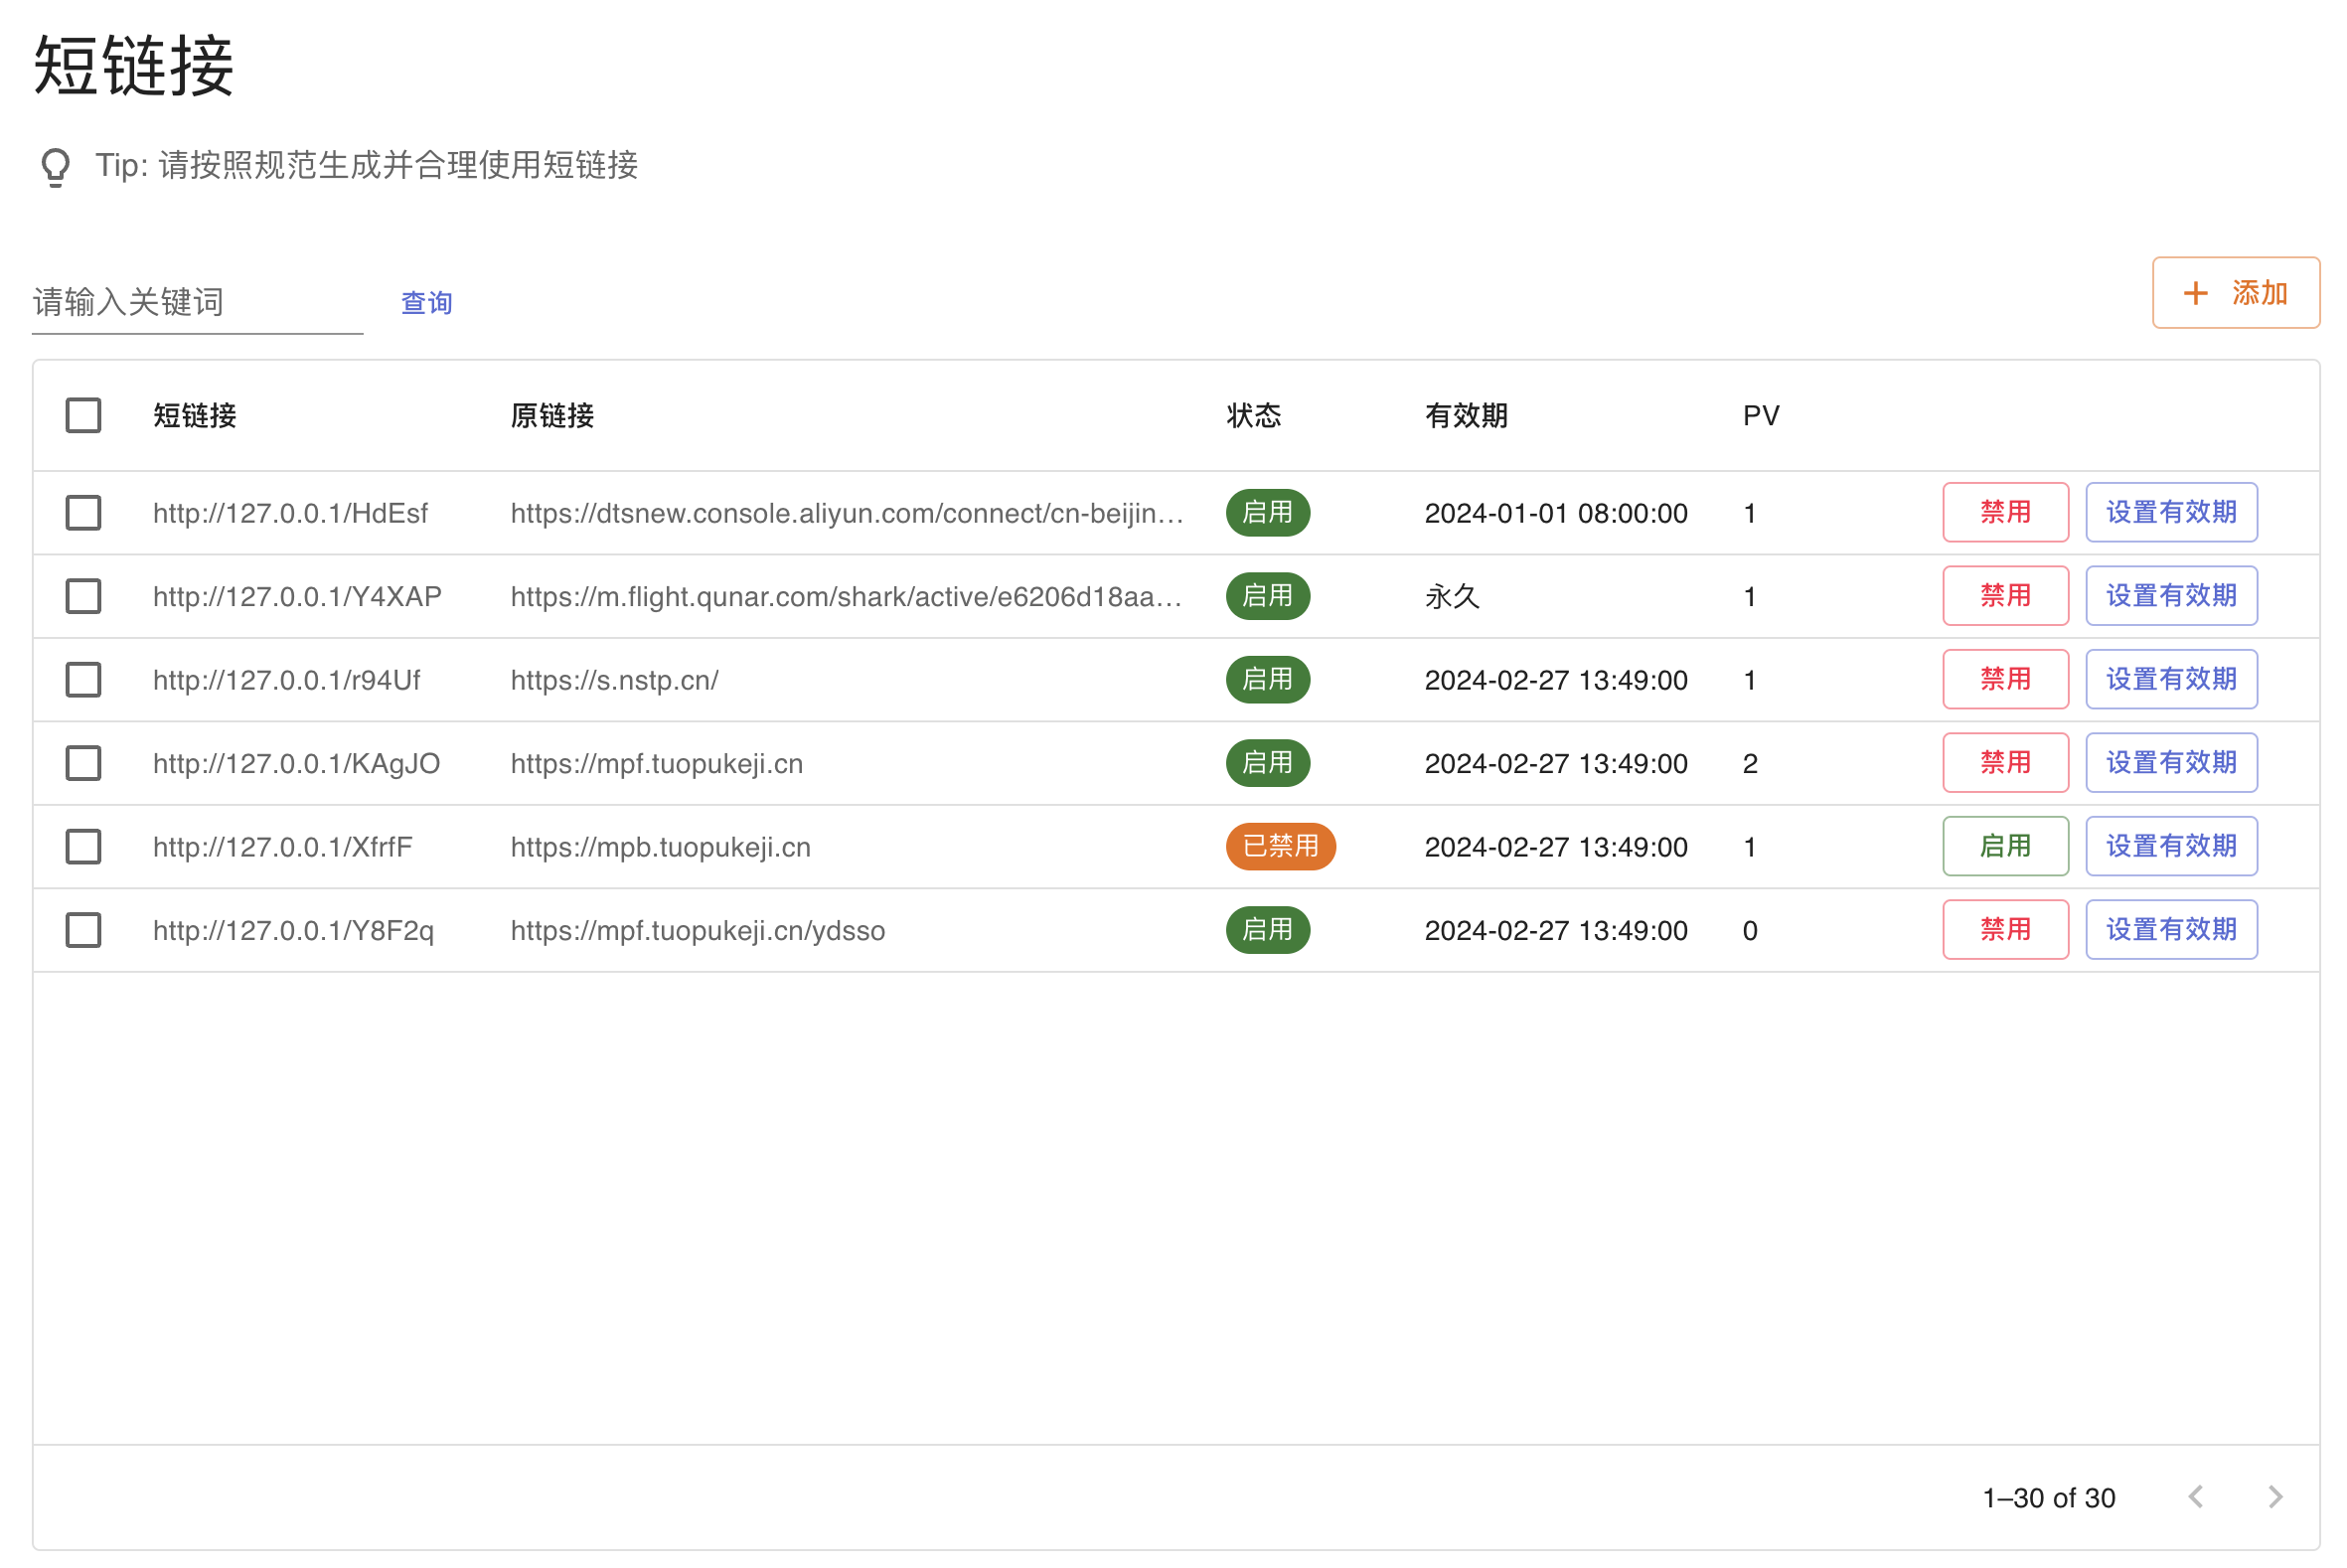 短链接
Tip: 请按照规范生成并合理使用短链接
请输入关键词 查询 添加
短链接 原链接 状态 有效期 PV
http://127.0.0.1/HdEsf https://dtsnew.console.aliyun.com/connect/cn-beijin… 启用 2024-01-01 08:00:00 1 禁用 设置有效期
http://127.0.0.1/Y4XAP https://m.flight.qunar.com/shark/active/e6206d18aa… 启用 永久 1 禁用 设置有效期
http://127.0.0.1/r94Uf https://s.nstp.cn/ 启用 2024-02-27 13:49:00 1 禁用 设置有效期
http://127.0.0.1/KAgJO https://mpf.tuopukeji.cn 启用 2024-02-27 13:49:00 2 禁用 设置有效期
http://127.0.0.1/XfrfF https://mpb.tuopukeji.cn 已禁用 2024-02-27 13:49:00 1 启用 设置有效期
http://127.0.0.1/Y8F2q https://mpf.tuopukeji.cn/ydsso 启用 2024-02-27 13:49:00 0 禁用 设置有效期
1–30 of 30